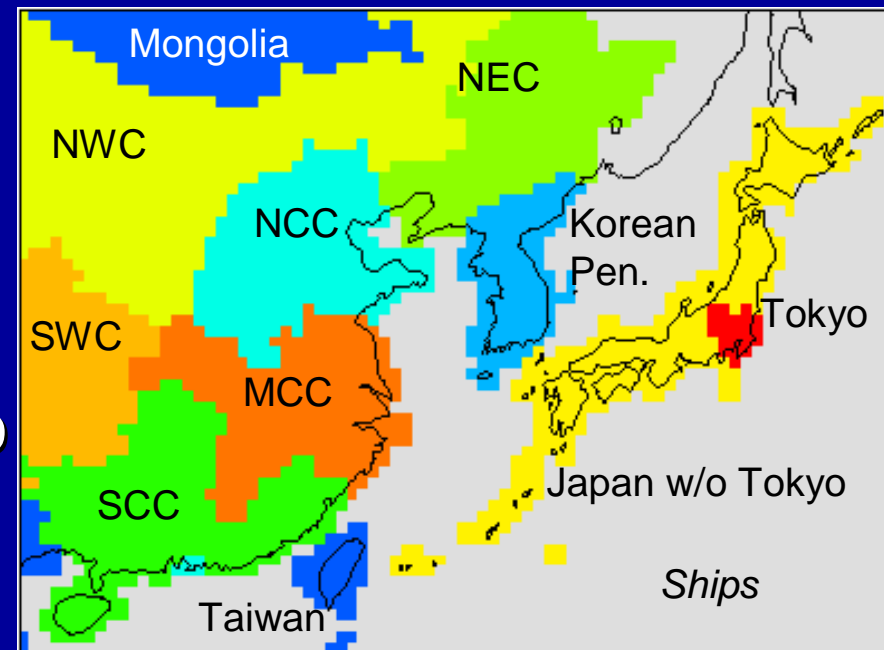 Mongolia
NEC
NWC
NCC
Korean
Pen.
Tokyo
SWC
MCC
Japan w/o Tokyo
SCC
Ships
Taiwan